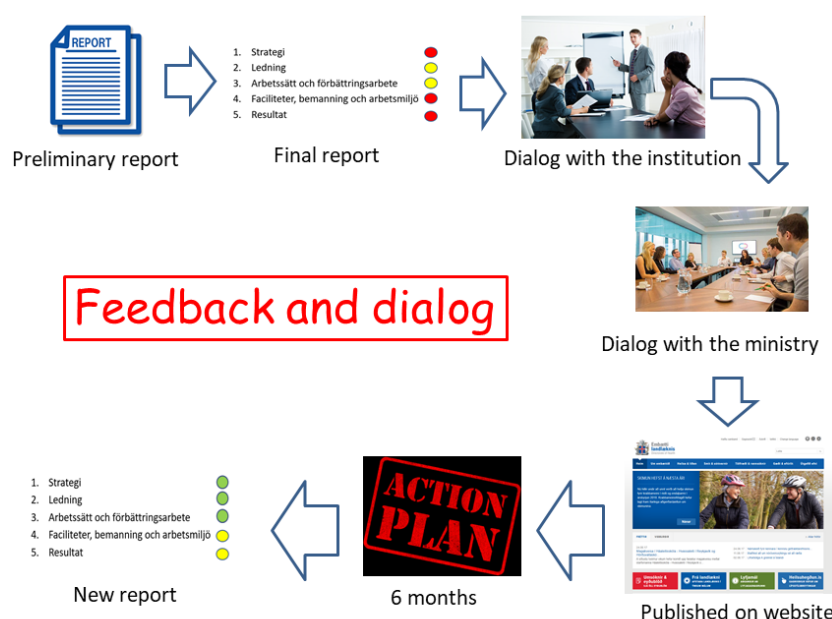 REPORT
Preliminary report
1. Strategi
2. Ledning
3. Arbetssätt och förbättringsarbete
4. Faciliteter, bemanning och arbetsmiljö
5. Resultat
Final report
Dialog with the institution
Dialog with the ministry
Feedback and dialog
Embætti
landlæknis
Published on website
ACTION
PLAN
6 months
1. Strategi
2. Ledning
3. Arbetssätt och förbättringsarbete
4. Faciliteter, bemanning och arbetsmiljö
5. Resultat
New report